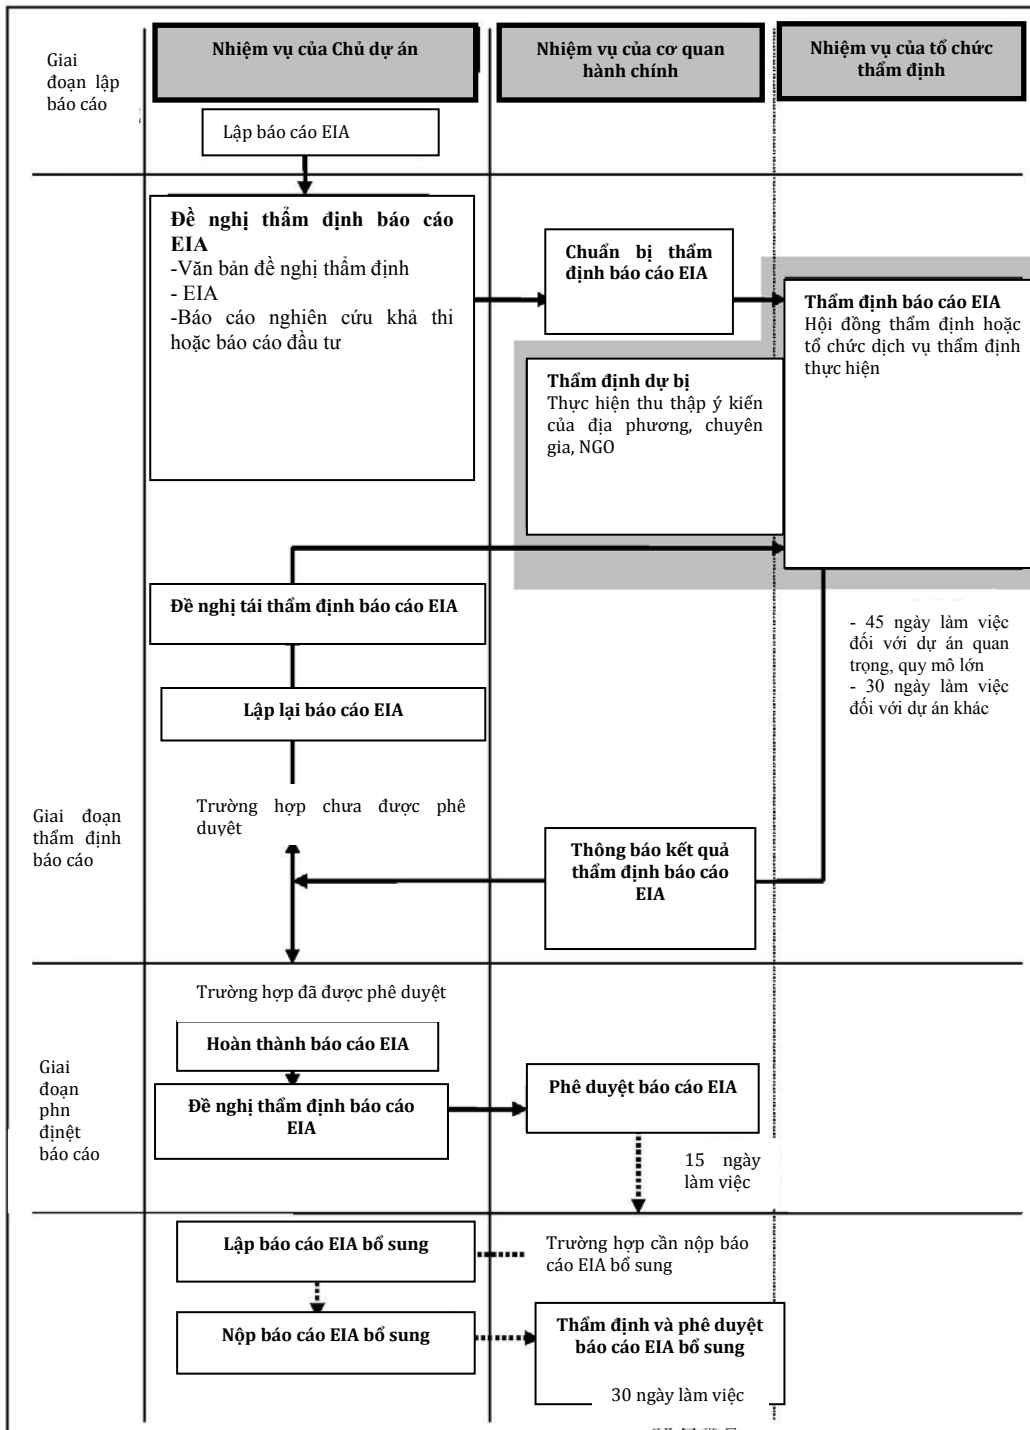 Giai
đoạn lập
báo cáo
Nhiệm vụ của Chủ dự án
Nhiệm vụ của cơ quan
hành chính
Nhiệm vụ của tổ chức
thẩm định
Lập báo cáo EIA
Đề nghị thẩm định báo cáo
EIA
-Văn bản đề nghị thẩm định
- EIA
-Báo cáo nghiên cứu khả thi
hoặc báo cáo đầu tư
Chuẩn bị thẩm
định báo cáo EIA
Thẩm định báo cáo EIA
Hội đồng thẩm định hoặc
tổ chức dịch vụ thẩm định
thực hiện
Thẩm định dự bị
Thực hiện thu thập ý kiến
của địa phương, chuyên
gia, NGO
Đề nghị tái thẩm định báo cáo EIA
- 45 ngày làm việc
đối với dự án quan
trọng, quy mô lớn
- 30 ngày làm việc
đối với dự án khác
Lập lại báo cáo EIA
Giai đoạn
thẩm định
báo cáo
Trường hợp chưa được phê
duyệt
Thông báo kết quả
thẩm định báo cáo
EIA
Trường hợp đã được phê duyệt
Giai
đoạn
phn
địnệt
báo cáo
Hoàn thành báo cáo EIA
Đề nghị thẩm định báo cáo
EIA
Phê duyệt báo cáo EIA
15 ngày
làm việc
Lập báo cáo EIA bổ sung
Trường hợp cần nộp báo
cáo EIA bổ sung
Nộp báo cáo EIA bổ sung
Thẩm định và phê duyệt
báo cáo EIA bổ sung
30 ngày làm việc